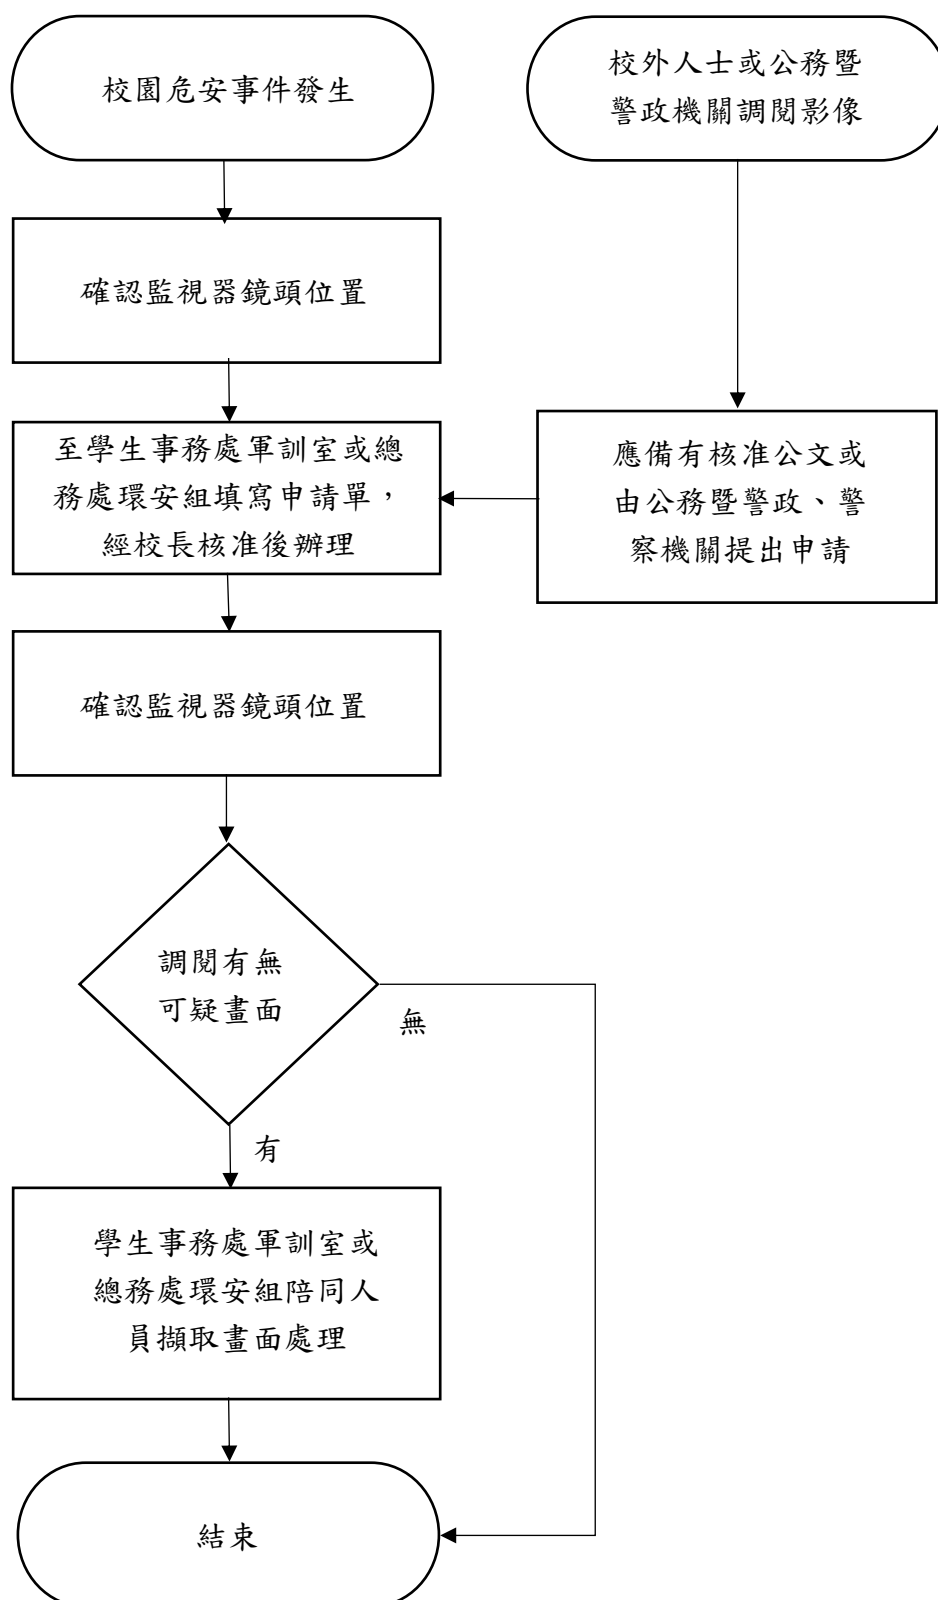 校園危安事件發生
校外人士或公務暨
警政機關調閱影像
確認監視器鏡頭位置
至學生事務處軍訓室或總
務處環安組填寫申請單，
經校長核准後辦理
應備有核准公文或
由公務暨警政、警
察機關提出申請
確認監視器鏡頭位置
調閱有無
可疑畫面
無
有
學生事務處軍訓室或
總務處環安組陪同人
員擷取畫面處理
結束